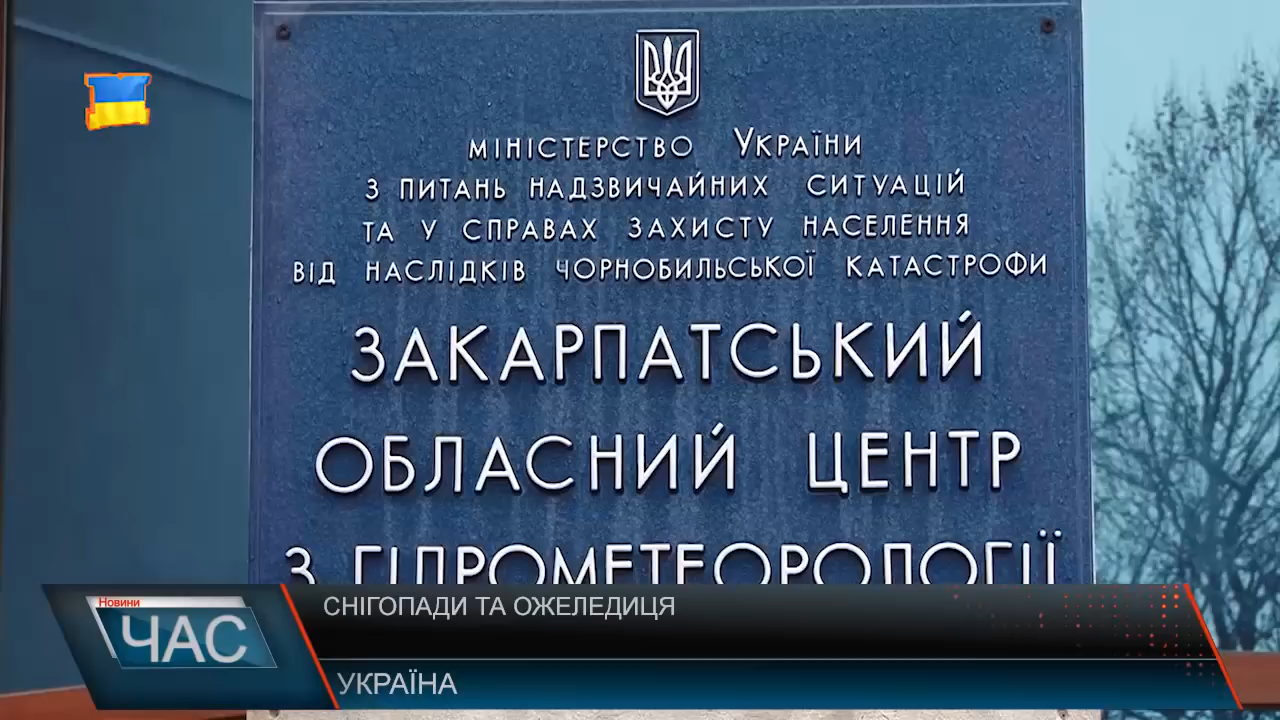 МІНІСТЕРСТВО УКРАЇНИ
З ПИТАНЬ НАДЗВИЧАЙНИХ СИТУАЦІЙ
ТА У СПРАВАХ ЗАХИСТУ НАСЕЛЕННЯ
ВІД НАСЛІДКІВ ЧОРНОБИЛЬСЬКОЇ КАТАСТРОФИ
ЗАКАРПАТСЬКИЙ
ОБЛАСНИЙ ЦЕНТР
З ГІДРОМЕТЕОРОЛОГІЇ
Новини
ЧАС
СНІГОПАДИ ТА ОЖЕЛЕДИЦЯ
УКРАЇНА